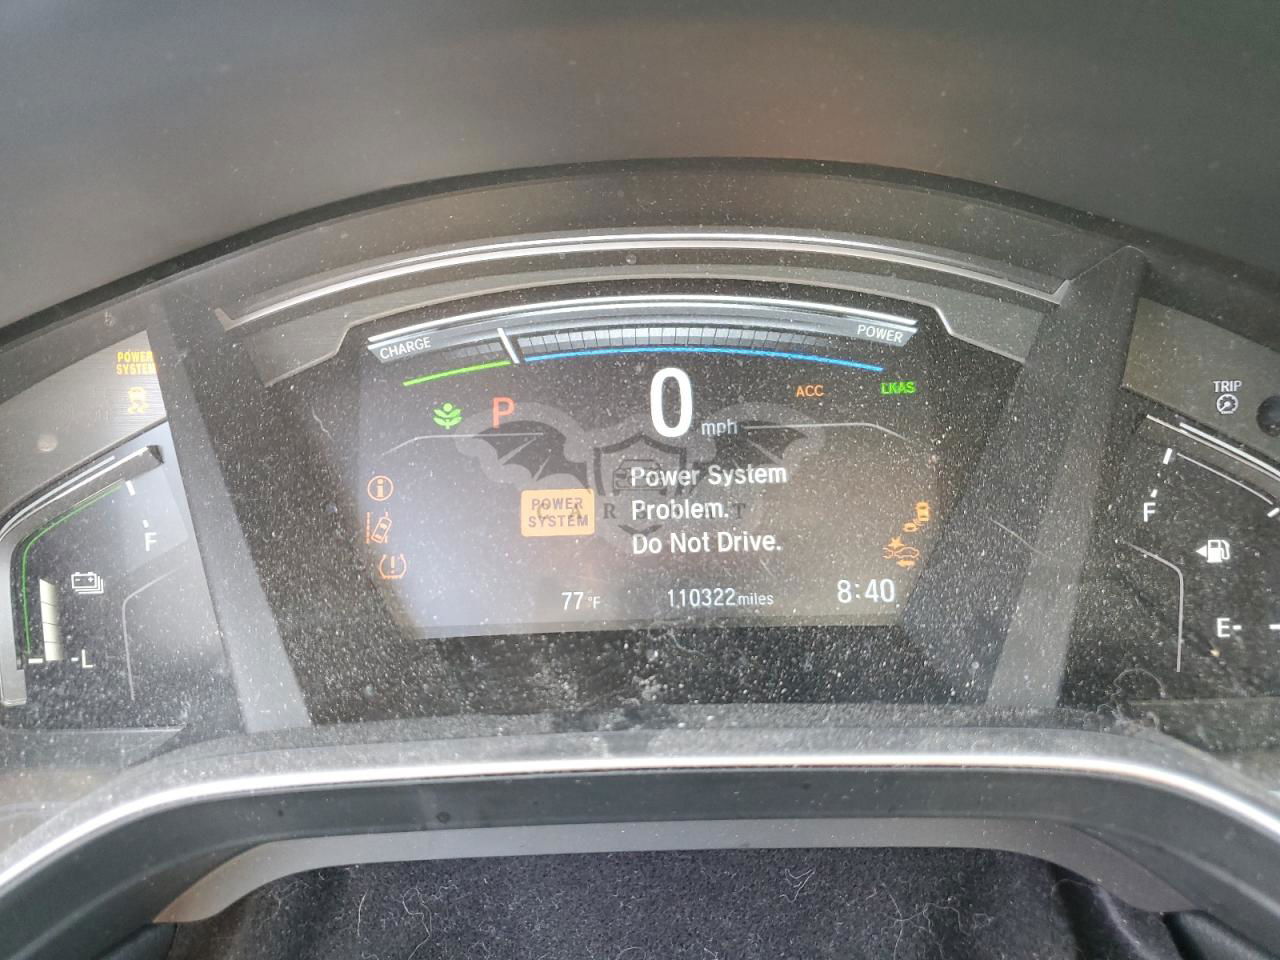 CHARGE
POWER
POWER
SYSTEM
P
0
mph
ACC
LKAS
TRIP
Power System
POWER
SYSTEM
Problem.
Do Not Drive.
F
F
L
E
77°F
110322 miles
8:40